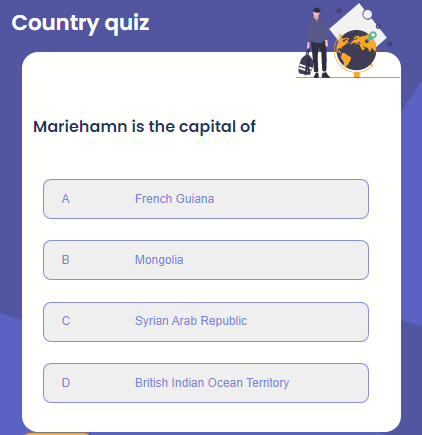 Country quiz
Mariehamn is the capital of
A French Guiana
B Mongolia
C Syrian Arab Republic
D British Indian Ocean Territory